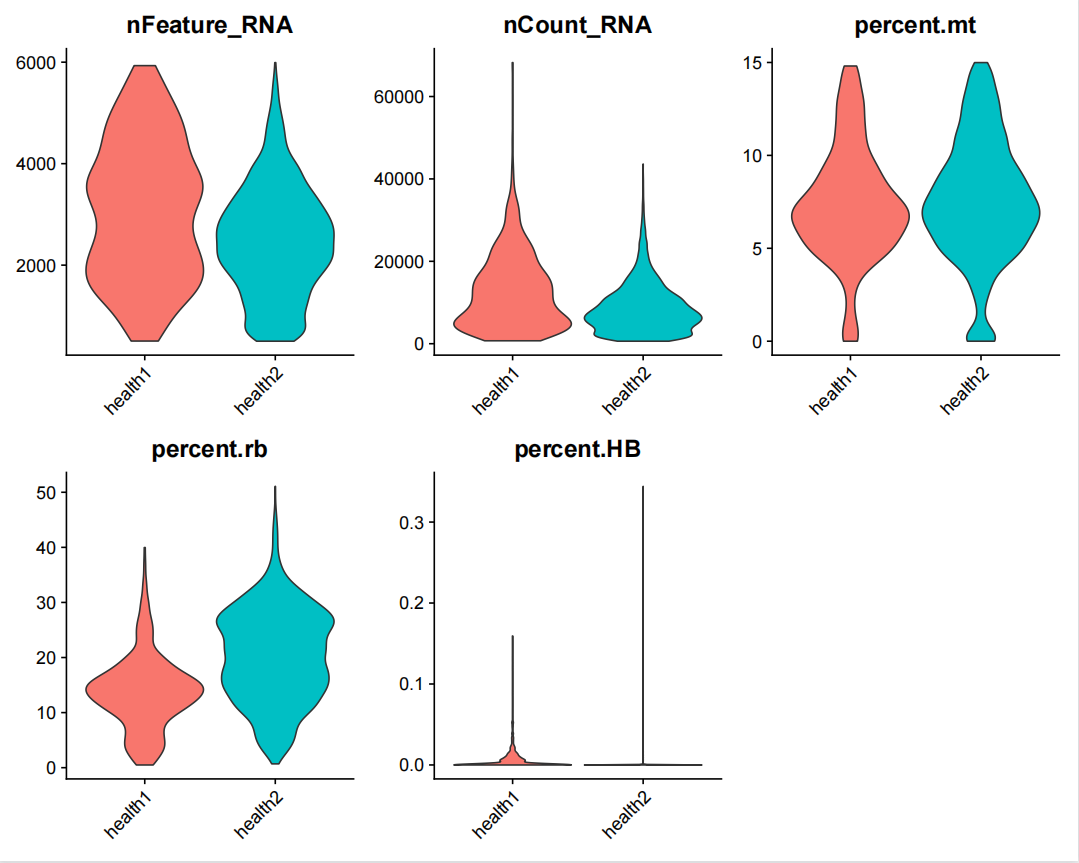 nFeature_RNA
6000
4000
2000
health1
health2
nCount_RNA
60000
40000
20000
0
health1
health2
percent.mt
15
10
5
0
health1
health2
percent.rb
50
40
30
20
10
0
health1
health2
percent.HB
0.3
0.2
0.1
0.0
health1
health2